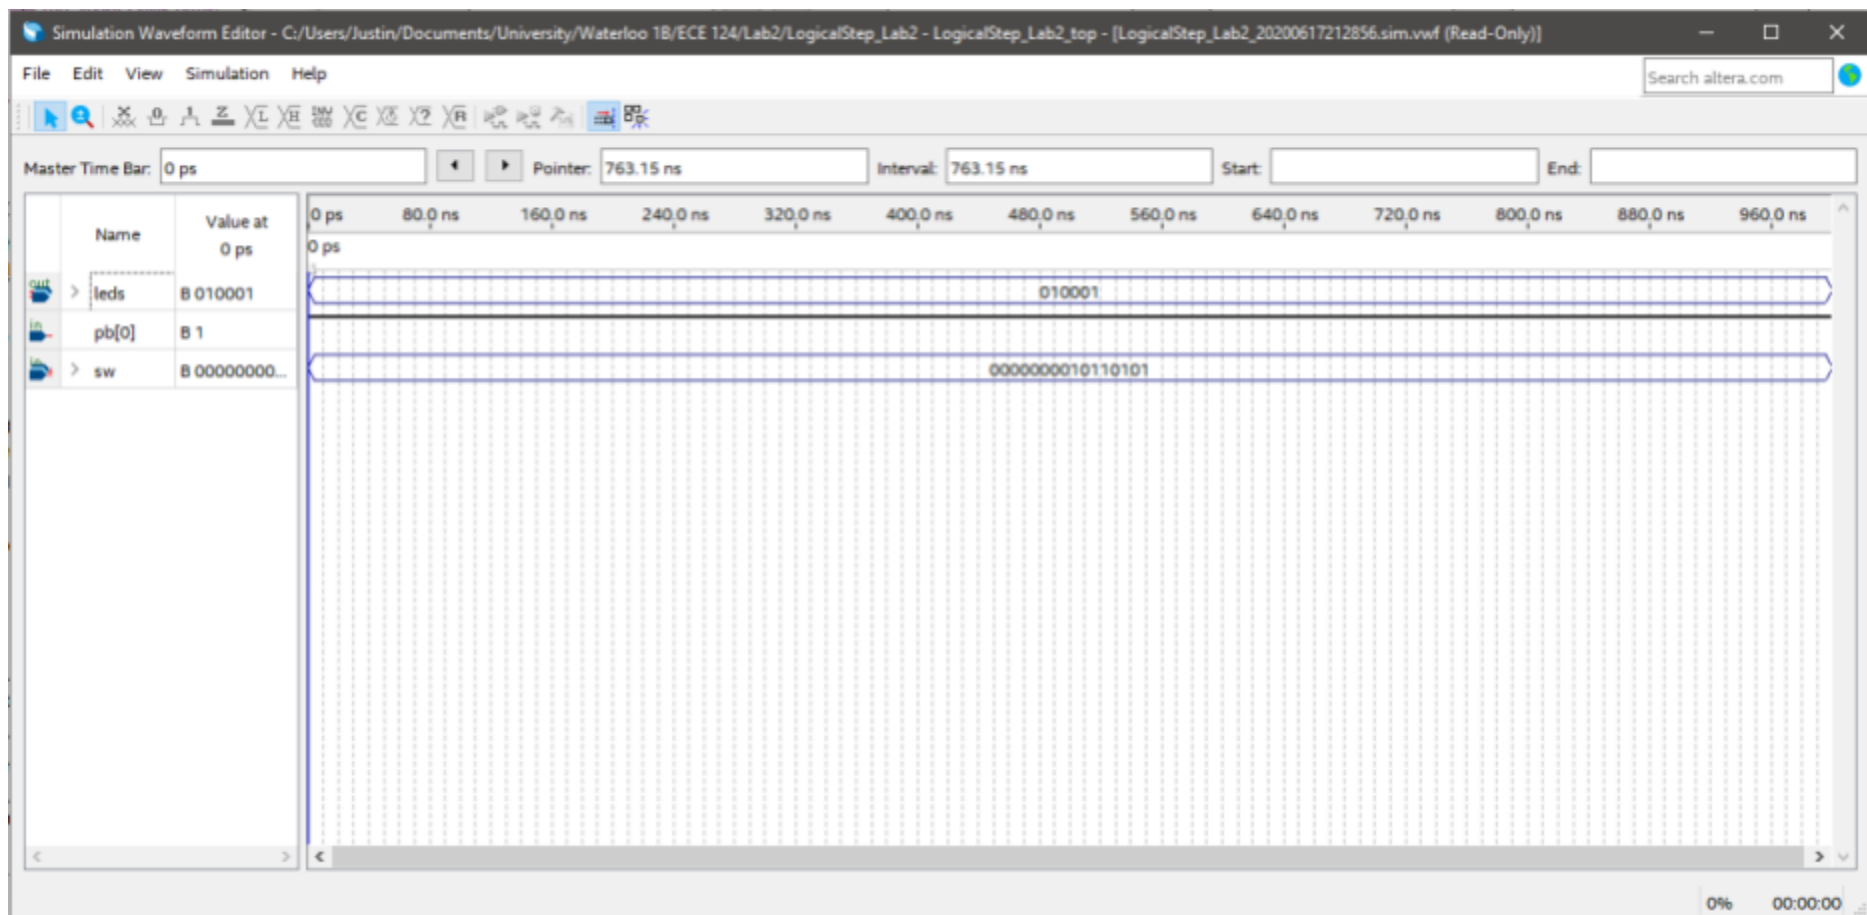 Simulation Waveform Editor - C:/Users/Justin/Documents/University/Waterloo 1B/ECE 124/Lab2/LogicalStep_Lab2 - LogicalStep_Lab2_top - [LogicalStep_Lab2_20200617212856.sim.vwf (Read-Only)]
File Edit View Simulation Help
Search altera.com
Master Time Bar: 0 ps Pointer: 763.15 ns Interval: 763.15 ns Start: End:
Name Value at 0 ps
0 ps 80.0 ns 160.0 ns 240.0 ns 320.0 ns 400.0 ns 480.0 ns 560.0 ns 640.0 ns 720.0 ns 800.0 ns 880.0 ns 960.0 ns
0 ps
out leds B 010001 010001
in pb[0] B 1
sw B 00000000... 0000000010110101
0% 00:00:00